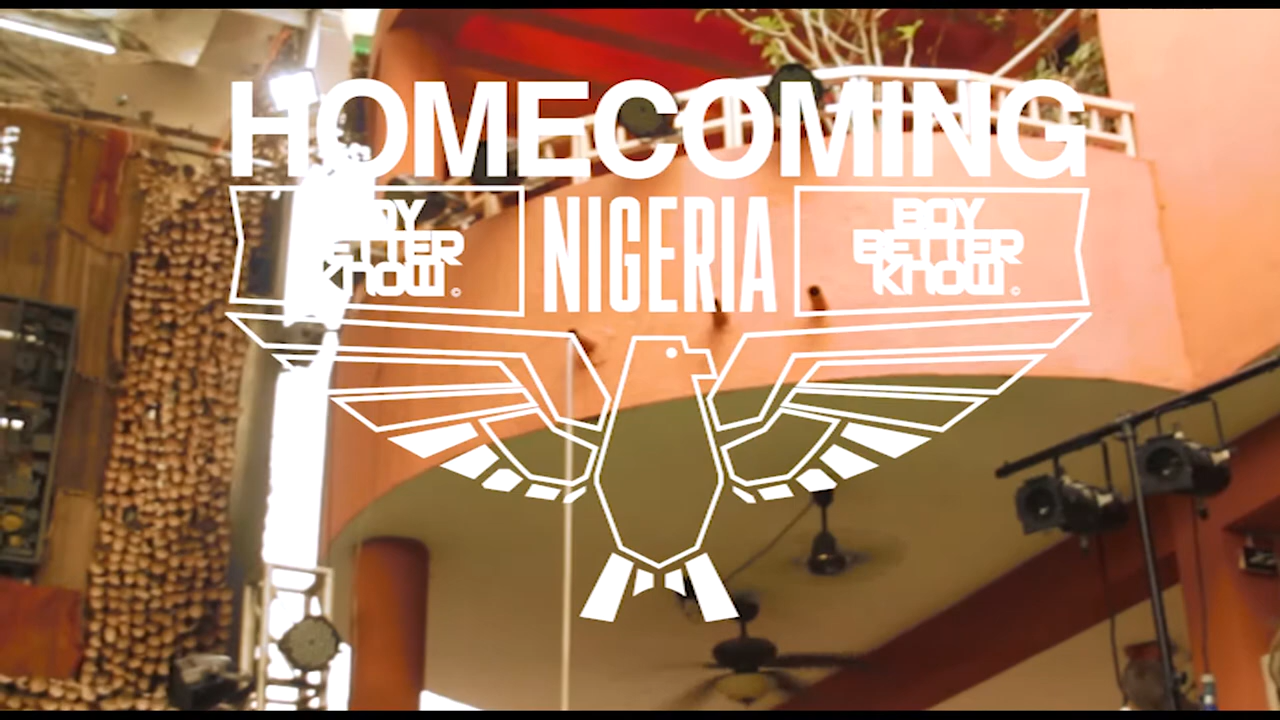 HOMECOMING
BOY
BETTER
KNOW ©
NIGERIA
BOY
BETTER
KNOW ©